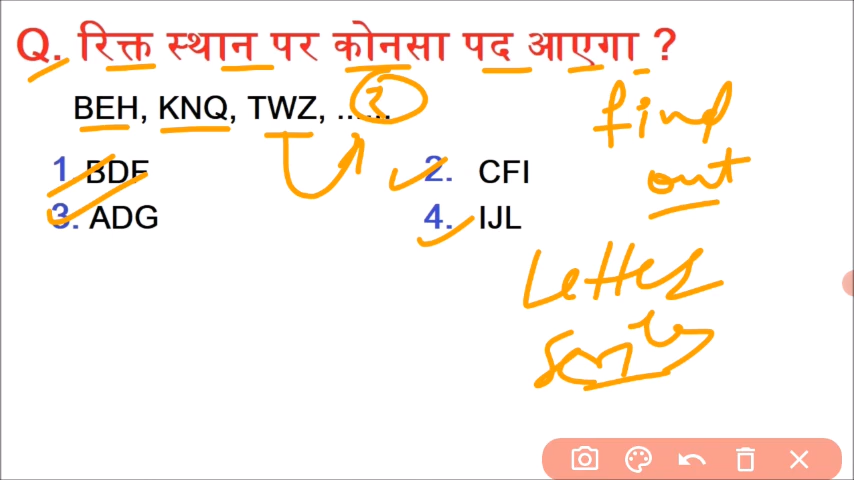 Q. रिक्त स्थान पर कोनसा पद आएगा ?
BEH, KNQ, TWZ, ...... ?
1 BDF 2. CFI
3. ADG 4. IJL
find
out
Letter